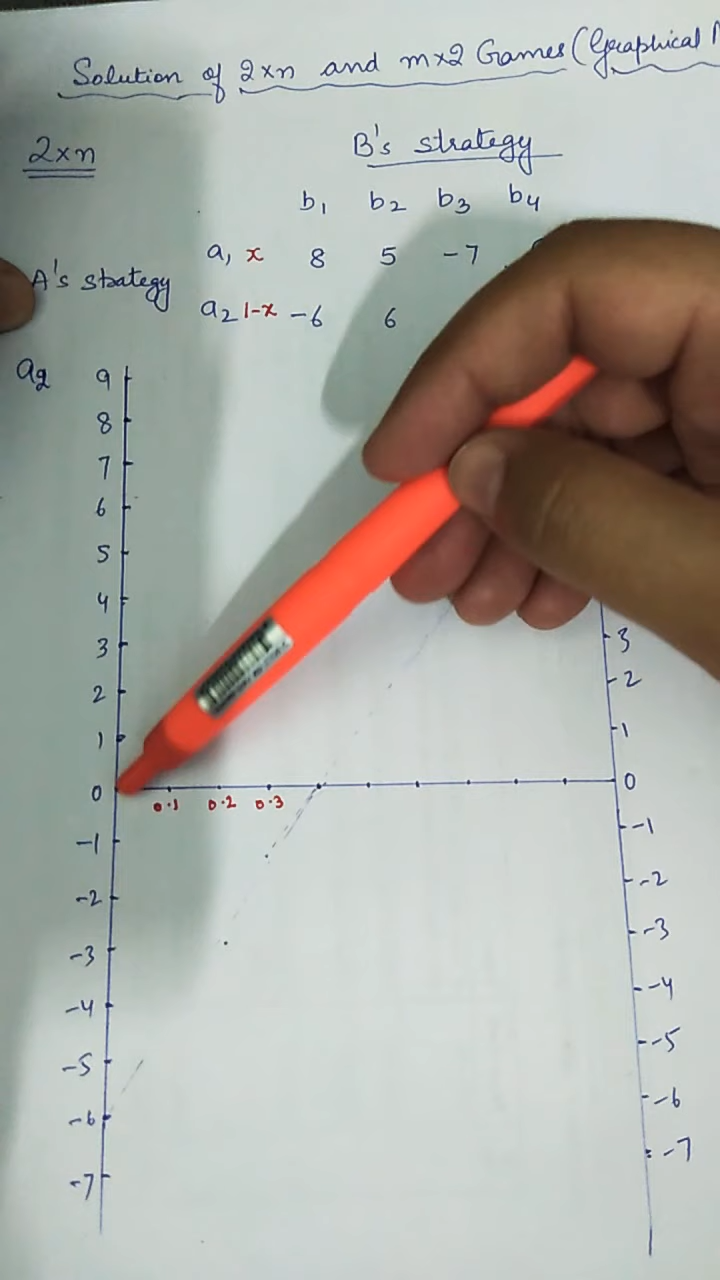 Solution of 2×n and m×2 Games (Graphical
2×n
B's strategy
b1 b2 b3 b4
A's strategy
a1 x 8 5 -7
a2 1-x -6 6
a2
9
8
7
6
5
4
3 3
2 2
1 1
0 0
0.1 0.2 0.3
-1 -1
-2 -2
-3 -3
-4 -4
-5 -5
-6 -6
-7 -7